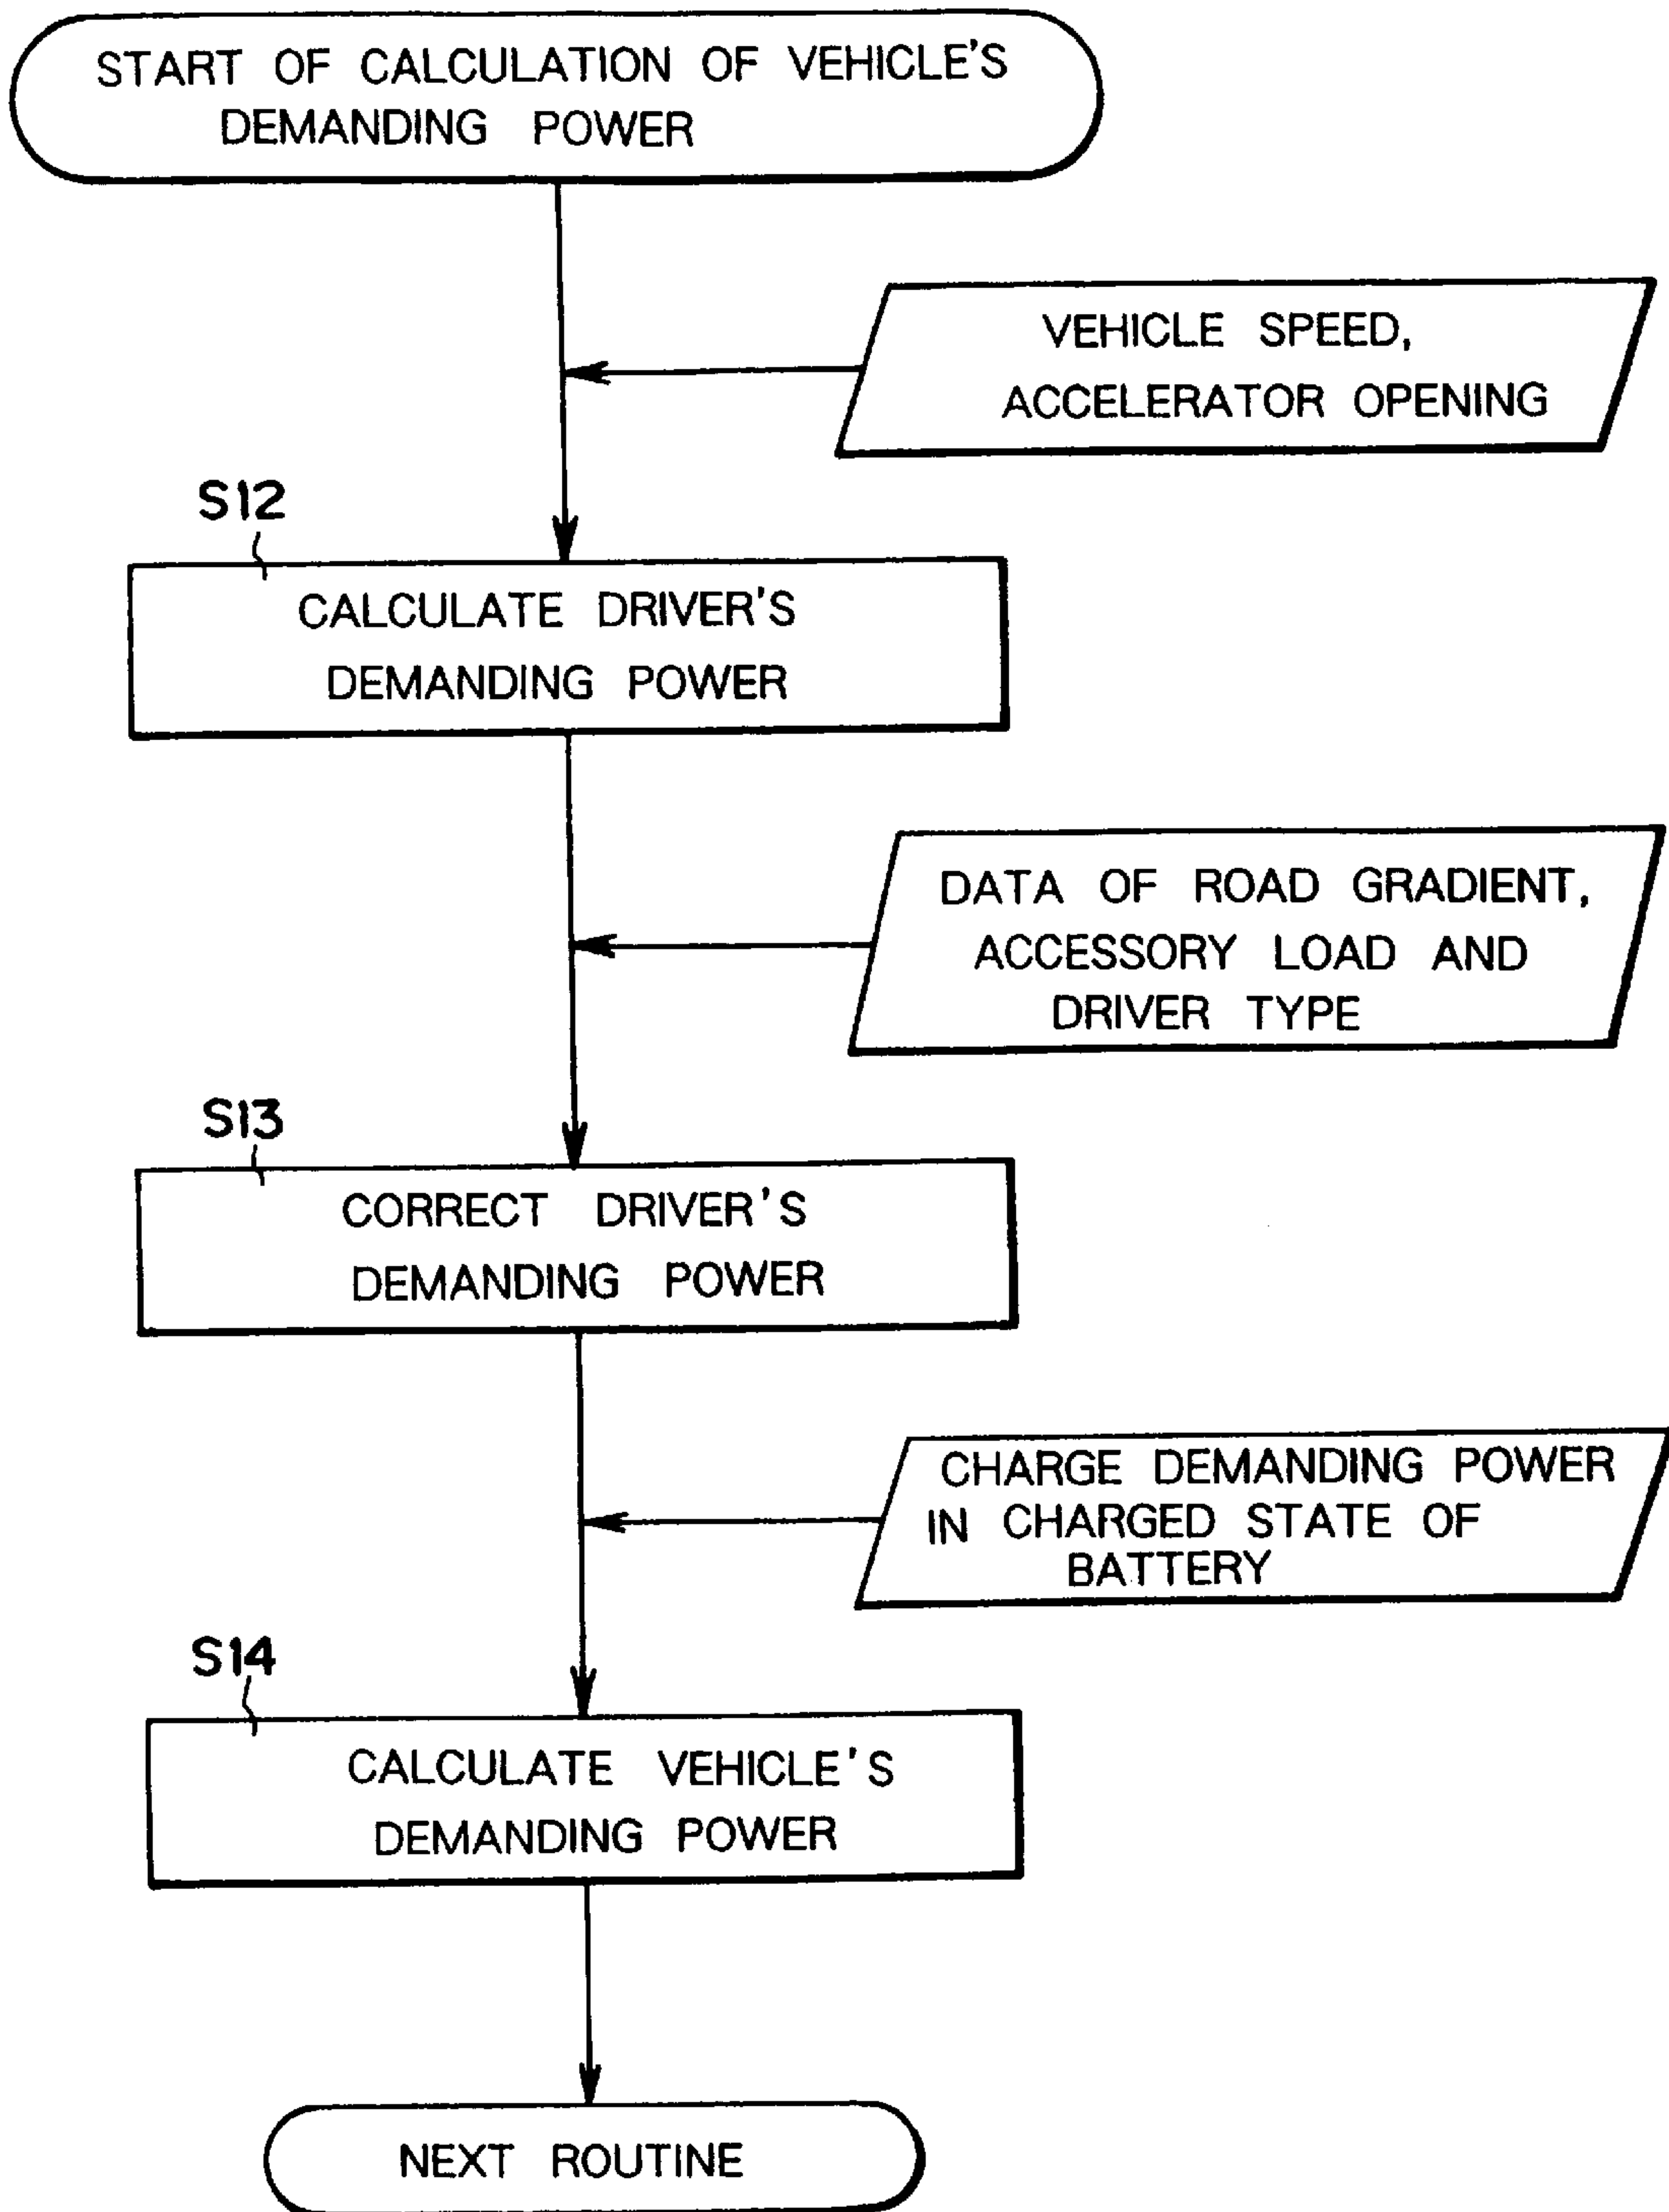 START OF CALCULATION OF VEHICLE'S
DEMANDING POWER
VEHICLE SPEED,
ACCELERATOR OPENING
S12
CALCULATE DRIVER'S
DEMANDING POWER
DATA OF ROAD GRADIENT,
ACCESSORY LOAD AND
DRIVER TYPE
S13
CORRECT DRIVER'S
DEMANDING POWER
CHARGE DEMANDING POWER
IN CHARGED STATE OF
BATTERY
S14
CALCULATE VEHICLE'S
DEMANDING POWER
NEXT ROUTINE